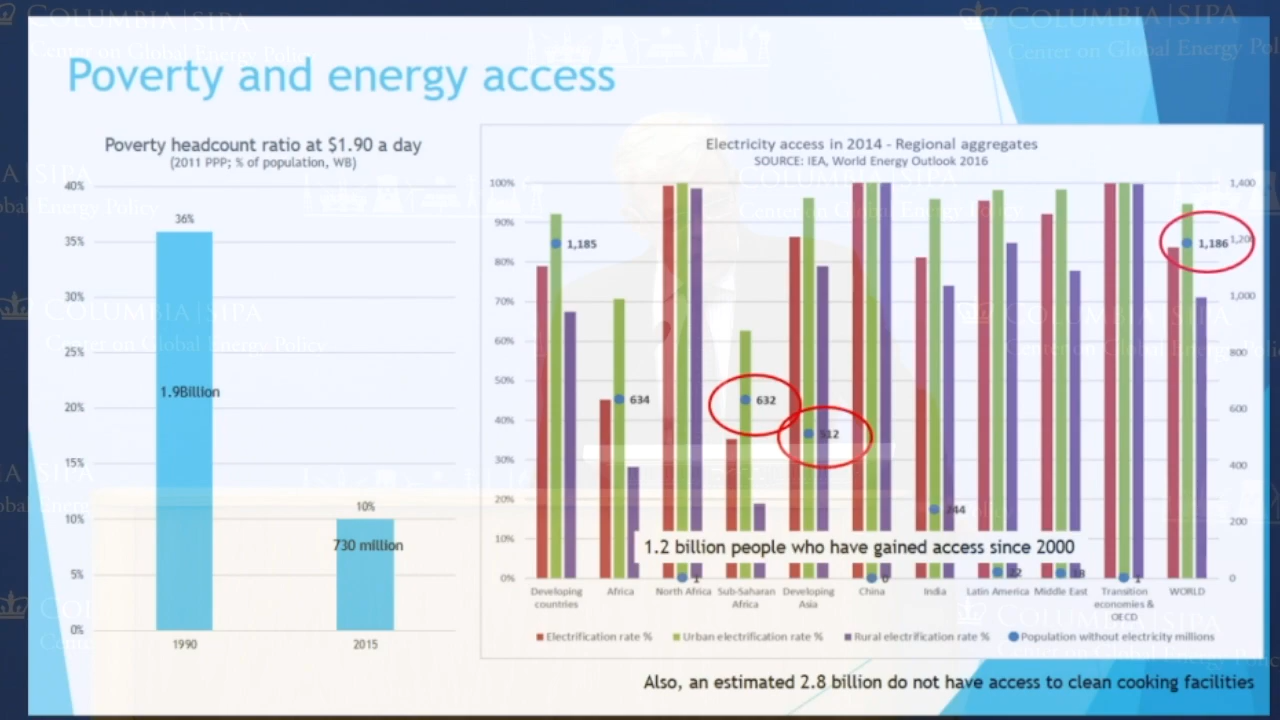 COLUMBIA | SIPA
Center on Global Energy Policy
Poverty and energy access
Poverty headcount ratio at $1.90 a day
(2011 PPP; % of population, WB)
40%
35%
30%
25%
20%
15%
10%
5%
0%
36%
1.9Billion
10%
730 million
1990
2015
Electricity access in 2014 - Regional aggregates
SOURCE: IEA, World Energy Outlook 2016
100%
90%
80%
70%
60%
50%
40%
30%
20%
10%
0%
1,400
1,200
1,000
800
600
400
200
0
1,185
634
1
632
512
0
244
22
18
1
1,186
1.2 billion people who have gained access since 2000
Developing countries
Africa
North Africa
Sub-Saharan Africa
Developing Asia
China
India
Latin America
Middle East
Transition economies & OECD
WORLD
Electrification rate %
Urban electrification rate %
Rural electrification rate %
Population without electricity millions
Also, an estimated 2.8 billion do not have access to clean cooking facilities